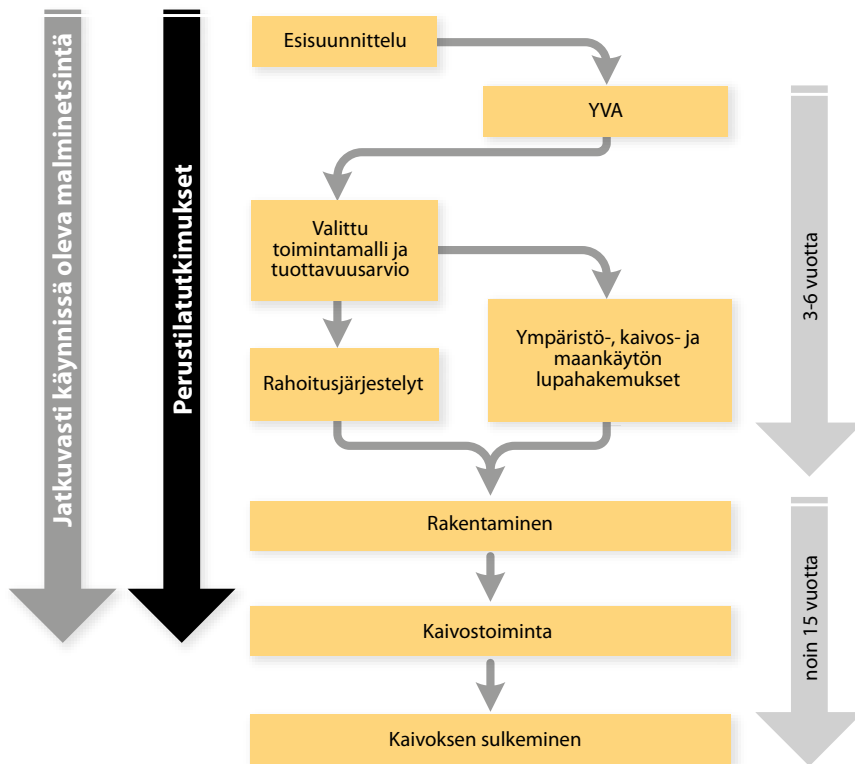 Jatkuvasti käynnissä oleva malminetsintä
Perustilatutkimukset
Esisuunnittelu
YVA
Valittu
toimintamalli ja
tuottavuusarvio
Rahoitusjärjestelyt
Ympäristö-, kaivos- ja
maankäytön
lupahakemukset
3-6 vuotta
Rakentaminen
Kaivostoiminta
Kaivoksen sulkeminen
noin 15 vuotta